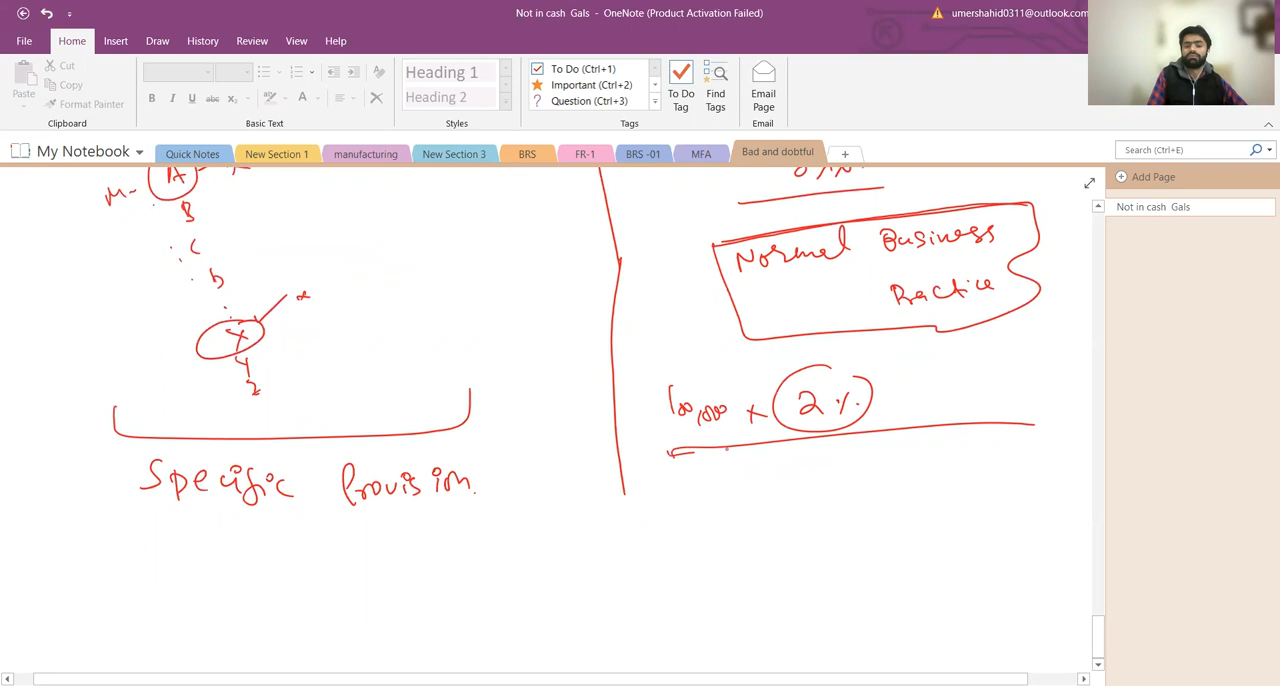 Not in cash Gals - OneNote (Product Activation Failed)
umershahid0311@outlook.com
File Home Insert Draw History Review View Help
Paste
Cut
Copy
Format Painter
Clipboard
B I U abc X₂ A
Basic Text
Heading 1
Heading 2
Styles
To Do (Ctrl+1)
Important (Ctrl+2)
? Question (Ctrl+3)
Tags
To Do Tag
Find Tags
Email Page
Email
My Notebook
Quick Notes
New Section 1
manufacturing
New Section 3
BRS
FR-1
BRS -01
MFA
Bad and dobtful
Search (Ctrl+E)
Add Page
Not in cash Gals
A
B
C
D
X
Y
Z
Specific Provision.
Normal Business
Practice
100,000 x 2 %.